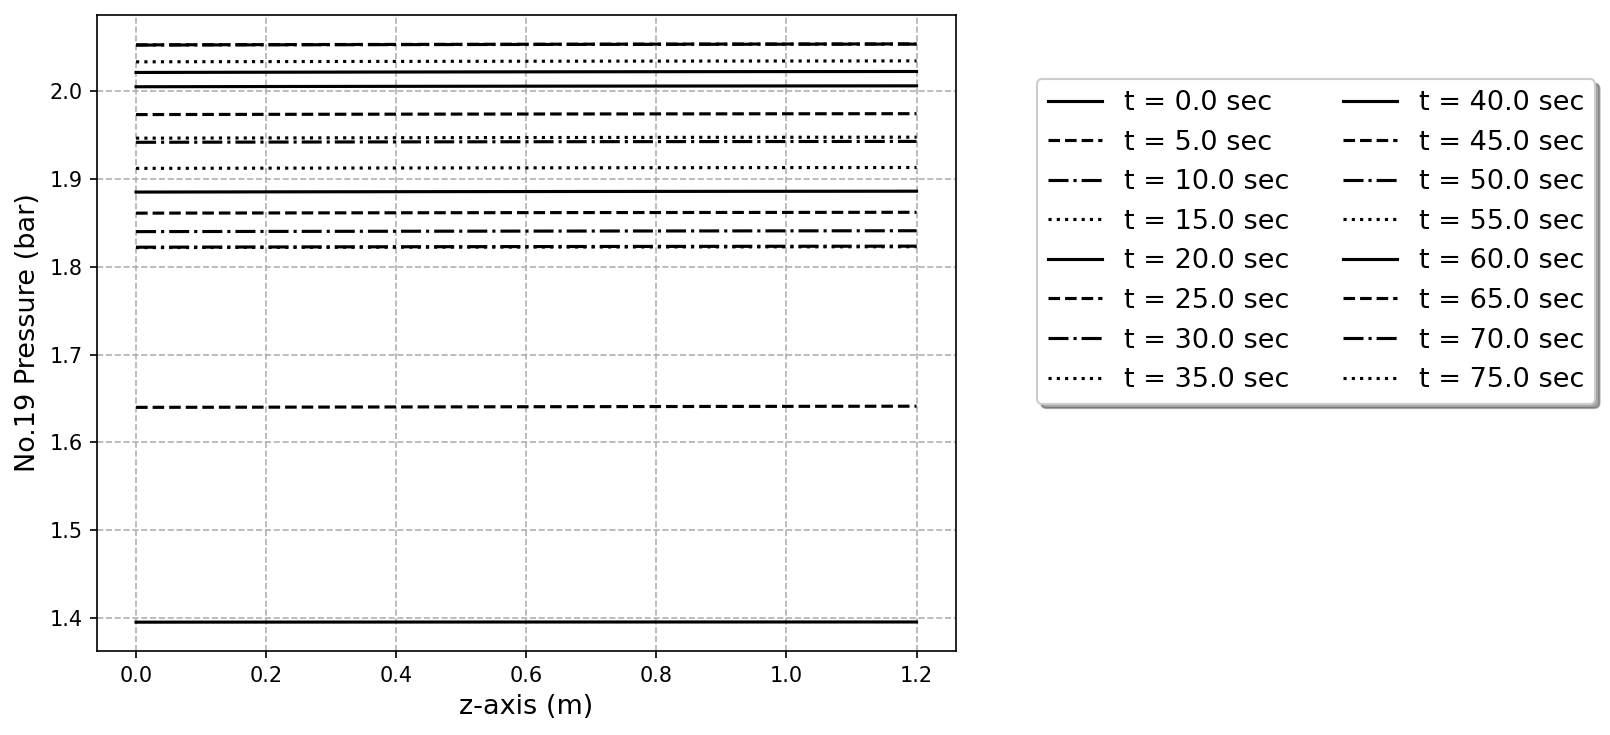 No.19 Pressure (bar)
2.0
1.9
1.8
1.7
1.6
1.5
1.4
0.0 0.2 0.4 0.6 0.8 1.0 1.2
z-axis (m)
t = 0.0 sec
t = 5.0 sec
t = 10.0 sec
t = 15.0 sec
t = 20.0 sec
t = 25.0 sec
t = 30.0 sec
t = 35.0 sec
t = 40.0 sec
t = 45.0 sec
t = 50.0 sec
t = 55.0 sec
t = 60.0 sec
t = 65.0 sec
t = 70.0 sec
t = 75.0 sec